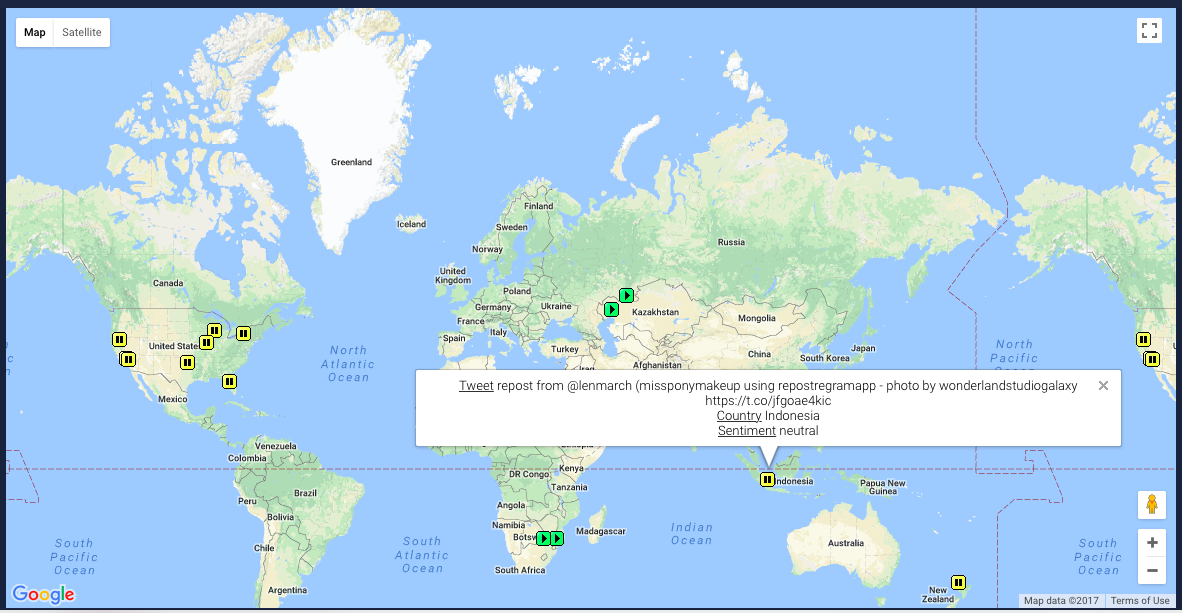 Map Satellite
Greenland
Iceland
Finland
Sweden
Norway
Russia
United
Kingdom
Canada
Poland
Germany
Ukraine
Kazakhstan
France
Mongolia
Italy
United States
Spain
Turkey
China
South Korea
Japan
Afghanistan
North
Atlantic
Ocean
North
Pacific
Ocean
Mexico
Tweet repost from @lenmarch (missponymakeup using repostregramapp - photo by wonderlandstudiogalaxy
https://t.co/jfgoae4kic
Country Indonesia
Sentiment neutral
Venezuela
Colombia
DR Congo
Kenya
Tanzania
Indonesia
Papua New
Guinea
Brazil
Peru
Angola
Bolivia
Namibia
Madagascar
Chile
South Africa
Australia
Indian
Ocean
South
Pacific
Ocean
South
Atlantic
Ocean
South
Pacific
Ocean
Argentina
New
Zealand
Google
Map data ©2017 Terms of Use